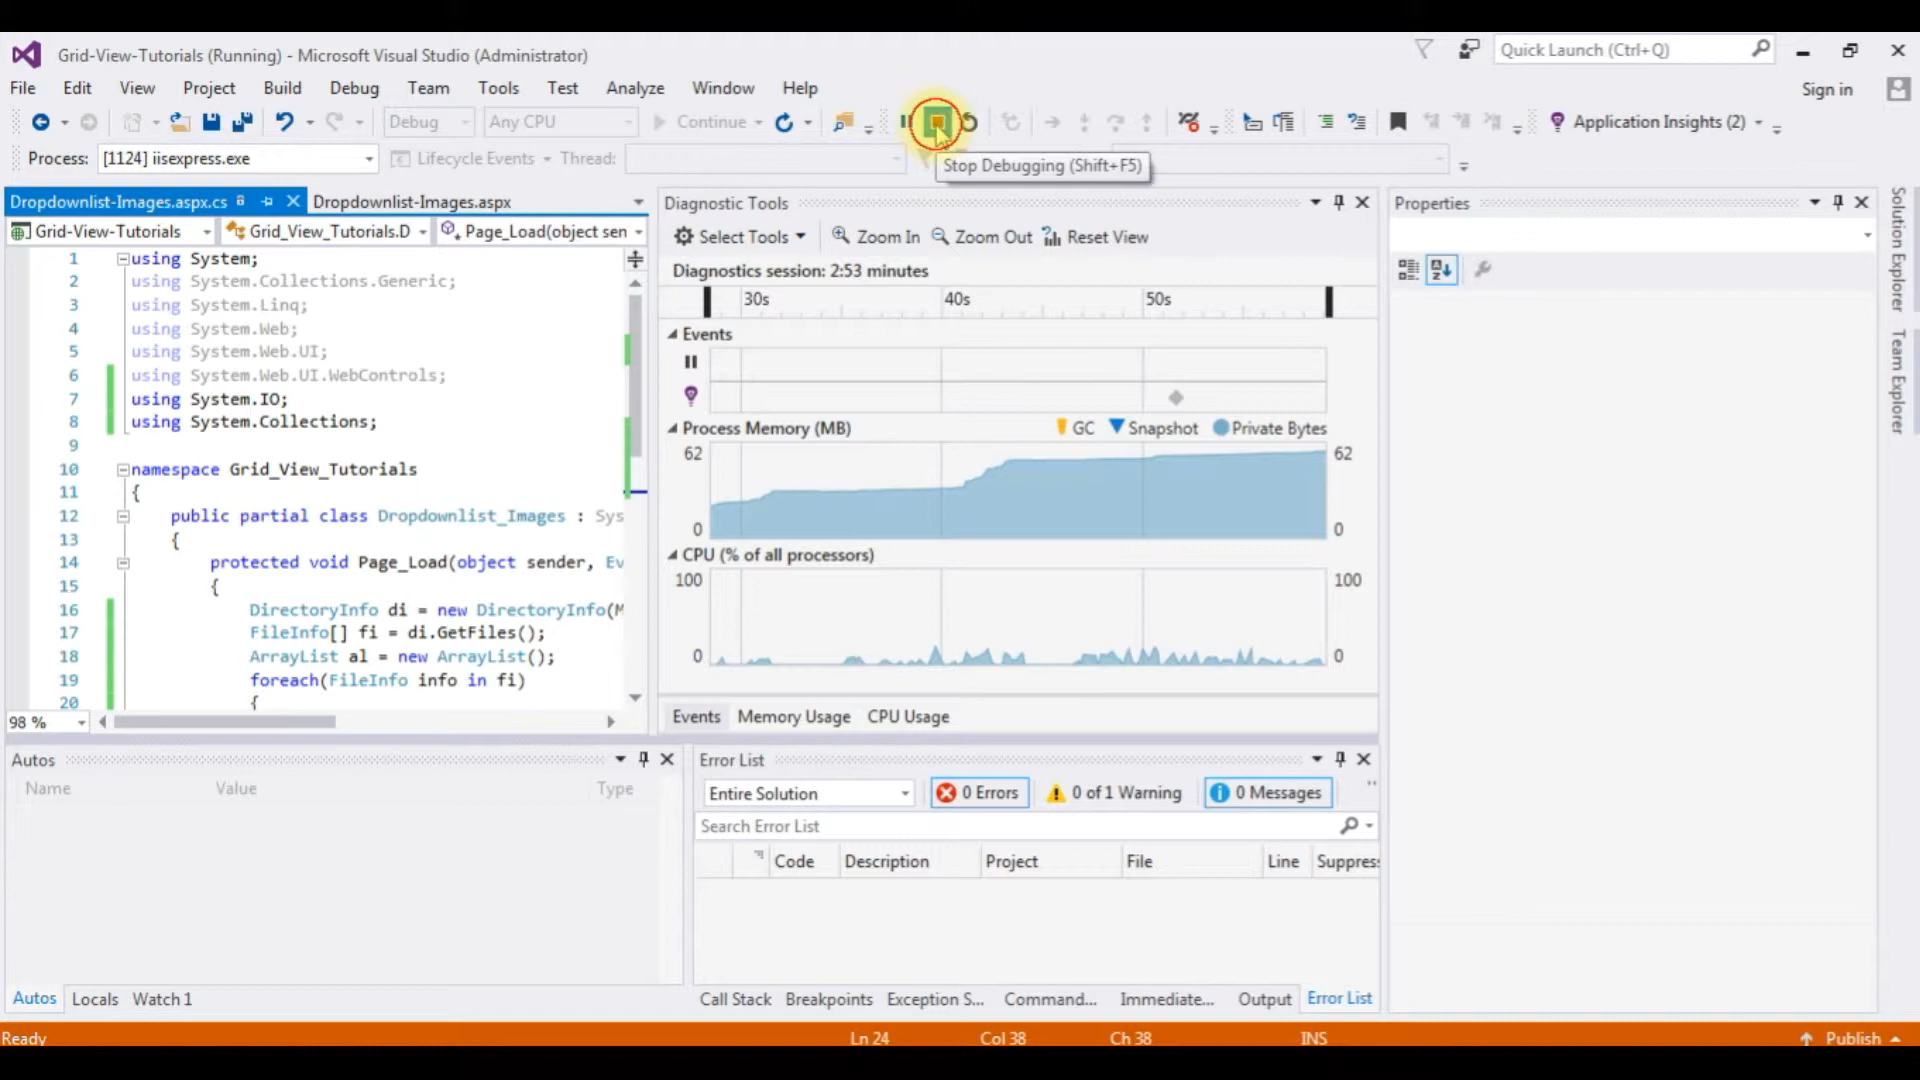 Grid-View-Tutorials (Running) - Microsoft Visual Studio (Administrator)
Quick Launch (Ctrl+Q)
File Edit View Project Build Debug Team Tools Test Analyze Window Help
Sign in
Debug Any CPU Continue
Application Insights (2)
Process: [1124] iisexpress.exe
Lifecycle Events Thread:
Stop Debugging (Shift+F5)
Dropdownlist-Images.aspx.cs Dropdownlist-Images.aspx
Grid-View-Tutorials Grid_View_Tutorials.D Page_Load(object sen
1 using System;
2 using System.Collections.Generic;
3 using System.Linq;
4 using System.Web;
5 using System.Web.UI;
6 using System.Web.UI.WebControls;
7 using System.IO;
8 using System.Collections;
9
10 namespace Grid_View_Tutorials
11 {
12 public partial class Dropdownlist_Images : Sys
13 {
14 protected void Page_Load(object sender, Ev
15 {
16 DirectoryInfo di = new DirectoryInfo(M
17 FileInfo[] fi = di.GetFiles();
18 ArrayList al = new ArrayList();
19 foreach(FileInfo info in fi)
20 {
98 %
Diagnostic Tools
Select Tools Zoom In Zoom Out Reset View
Diagnostics session: 2:53 minutes
30s 40s 50s
Events
Process Memory (MB) GC Snapshot Private Bytes
62 62
0 0
CPU (% of all processors)
100 100
0 0
Events Memory Usage CPU Usage
Properties
Solution Explorer
Team Explorer
Autos
Name Value Type
Autos Locals Watch 1
Error List
Entire Solution 0 Errors 0 of 1 Warning 0 Messages
Search Error List
Code Description Project File Line Suppres
Call Stack Breakpoints Exception S... Command... Immediate... Output Error List
Ready Ln 24 Col 38 Ch 38 INS Publish